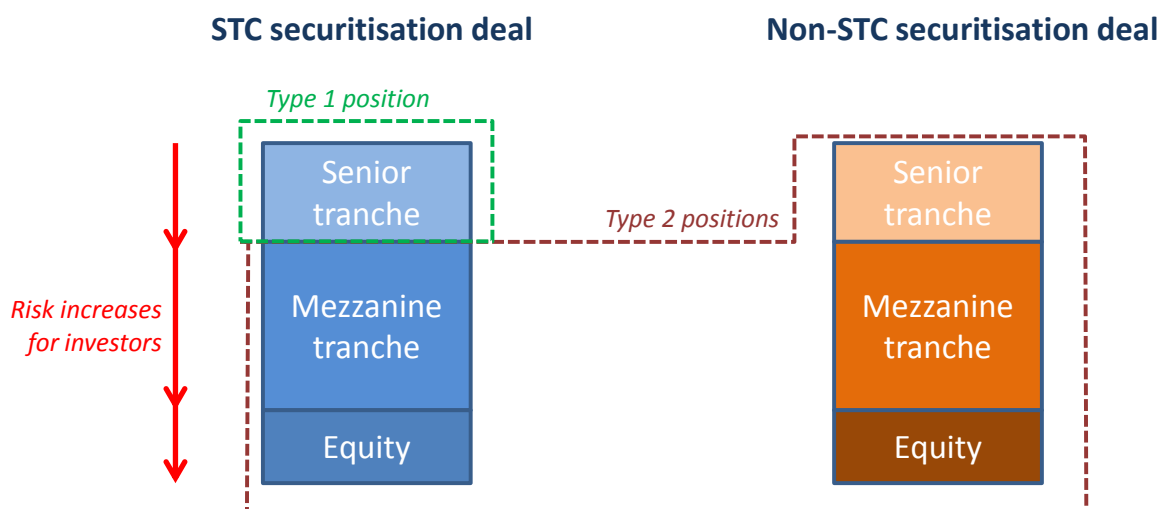 STC securitisation deal
Non-STC securitisation deal
Type 1 position
Senior
tranche
Senior
tranche
Type 2 positions
Risk increases
for investors
Mezzanine
tranche
Mezzanine
tranche
Equity
Equity